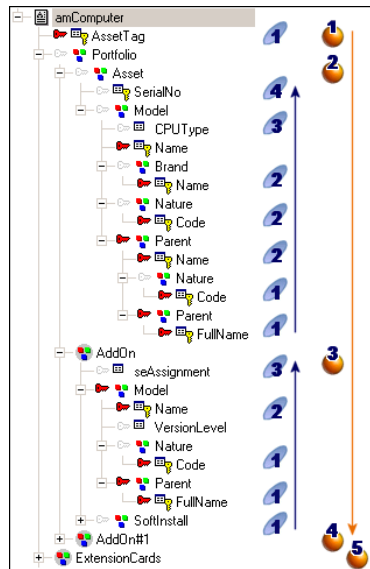 amComputer
AssetTag 1 1
Portfolio
Asset 2
SerialNo 4
Model
CPUType 3
Name
Brand
Name 2
Nature
Code 2
Parent
Name 2
Nature
Code 1
Parent
FullName 1
AddOn 3
seAssignment 3
Model
Name 2
VersionLevel
Nature
Code 1
Parent
FullName 1
SoftInstall 1
AddOn#1 4
ExtensionCards 5